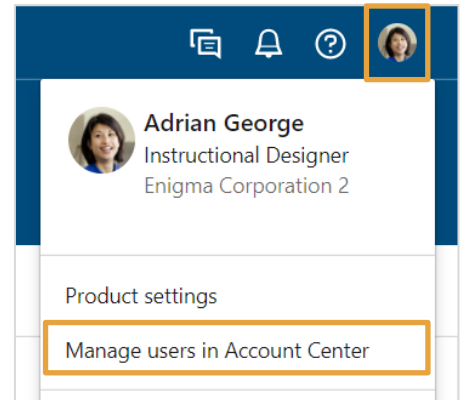 Adrian George
Instructional Designer
Enigma Corporation 2
Product settings
Manage users in Account Center